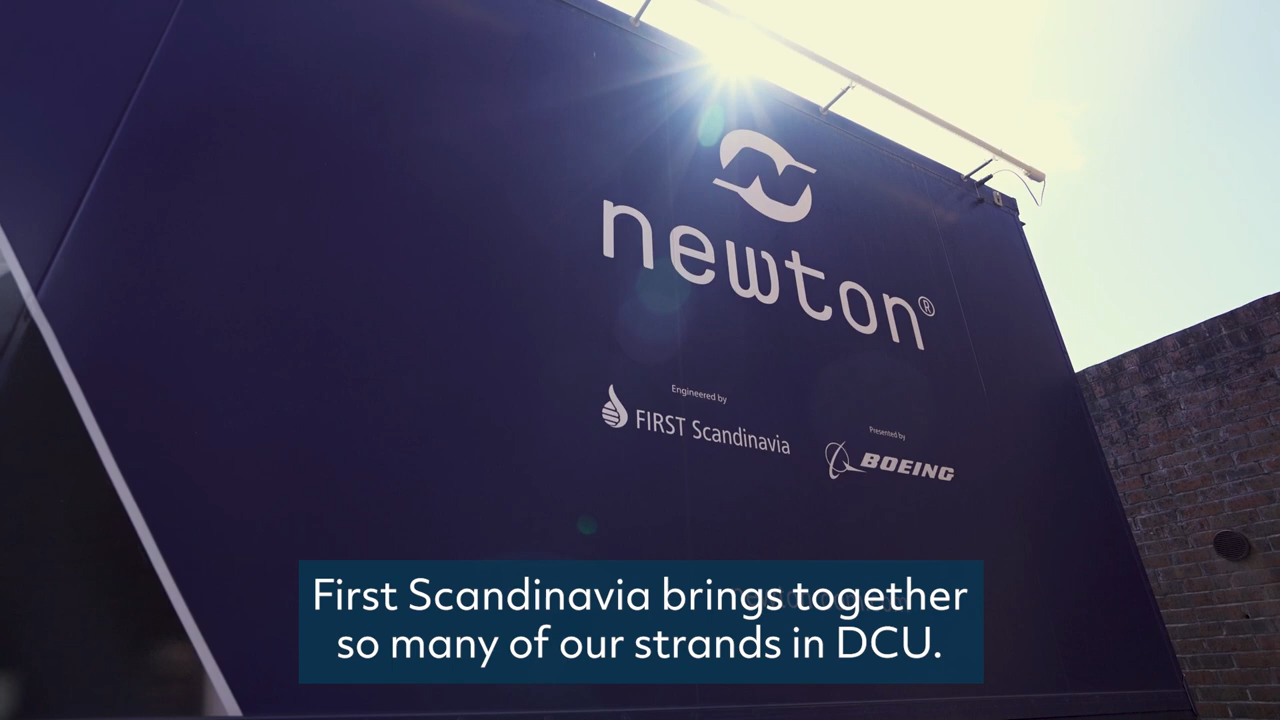 newton®
Engineered by
FIRST Scandinavia
Presented by
BOEING
First Scandinavia brings together
so many of our strands in DCU.